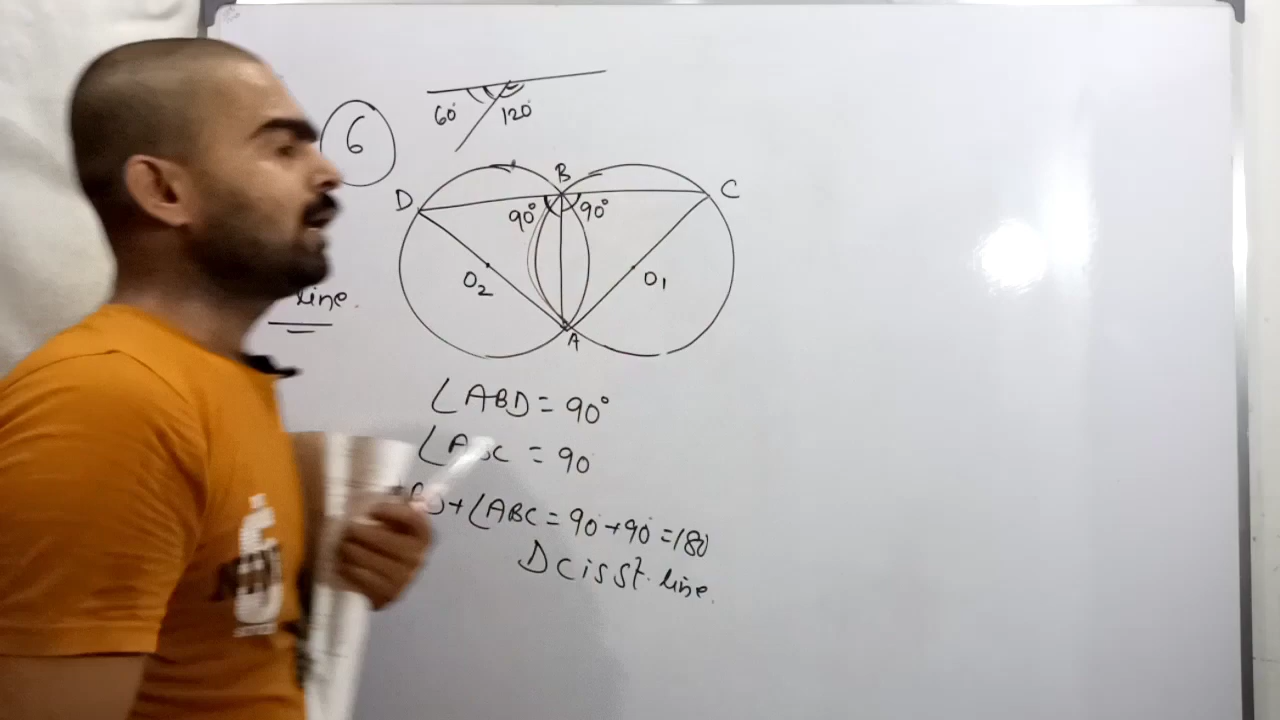 6
60° 120°
D B C
90° 90°
O2 O1
A
line.
∠ABD = 90°
∠ABC = 90
+ ∠ABC = 90 + 90 = 180
DC is St. line.